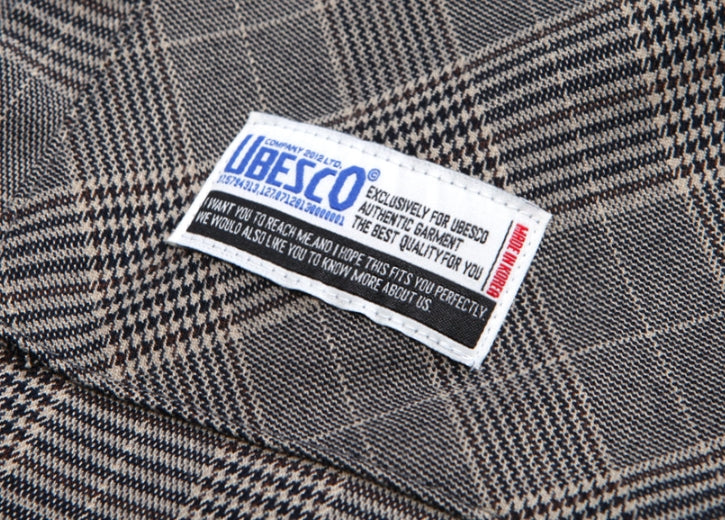 COMPANY 2012 LTD.
UBESCO©
EXCLUSIVELY FOR UBESCO
AUTHENTIC GARMENT
THE BEST QUALITY FOR YOU
MADE IN KOREA
I WANT YOU TO REACH ME AND I HOPE THIS FITS YOU PERFECTLY.
WE WOULD ALSO LIKE YOU TO KNOW MORE ABOUT US.